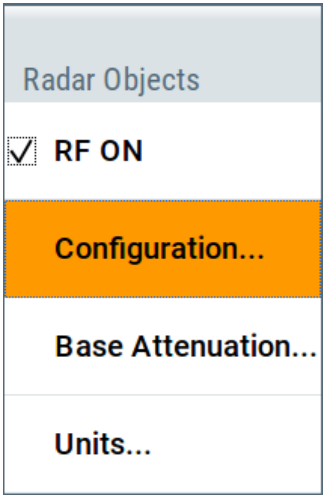 Radar Objects
RF ON
Configuration...
Base Attenuation...
Units...